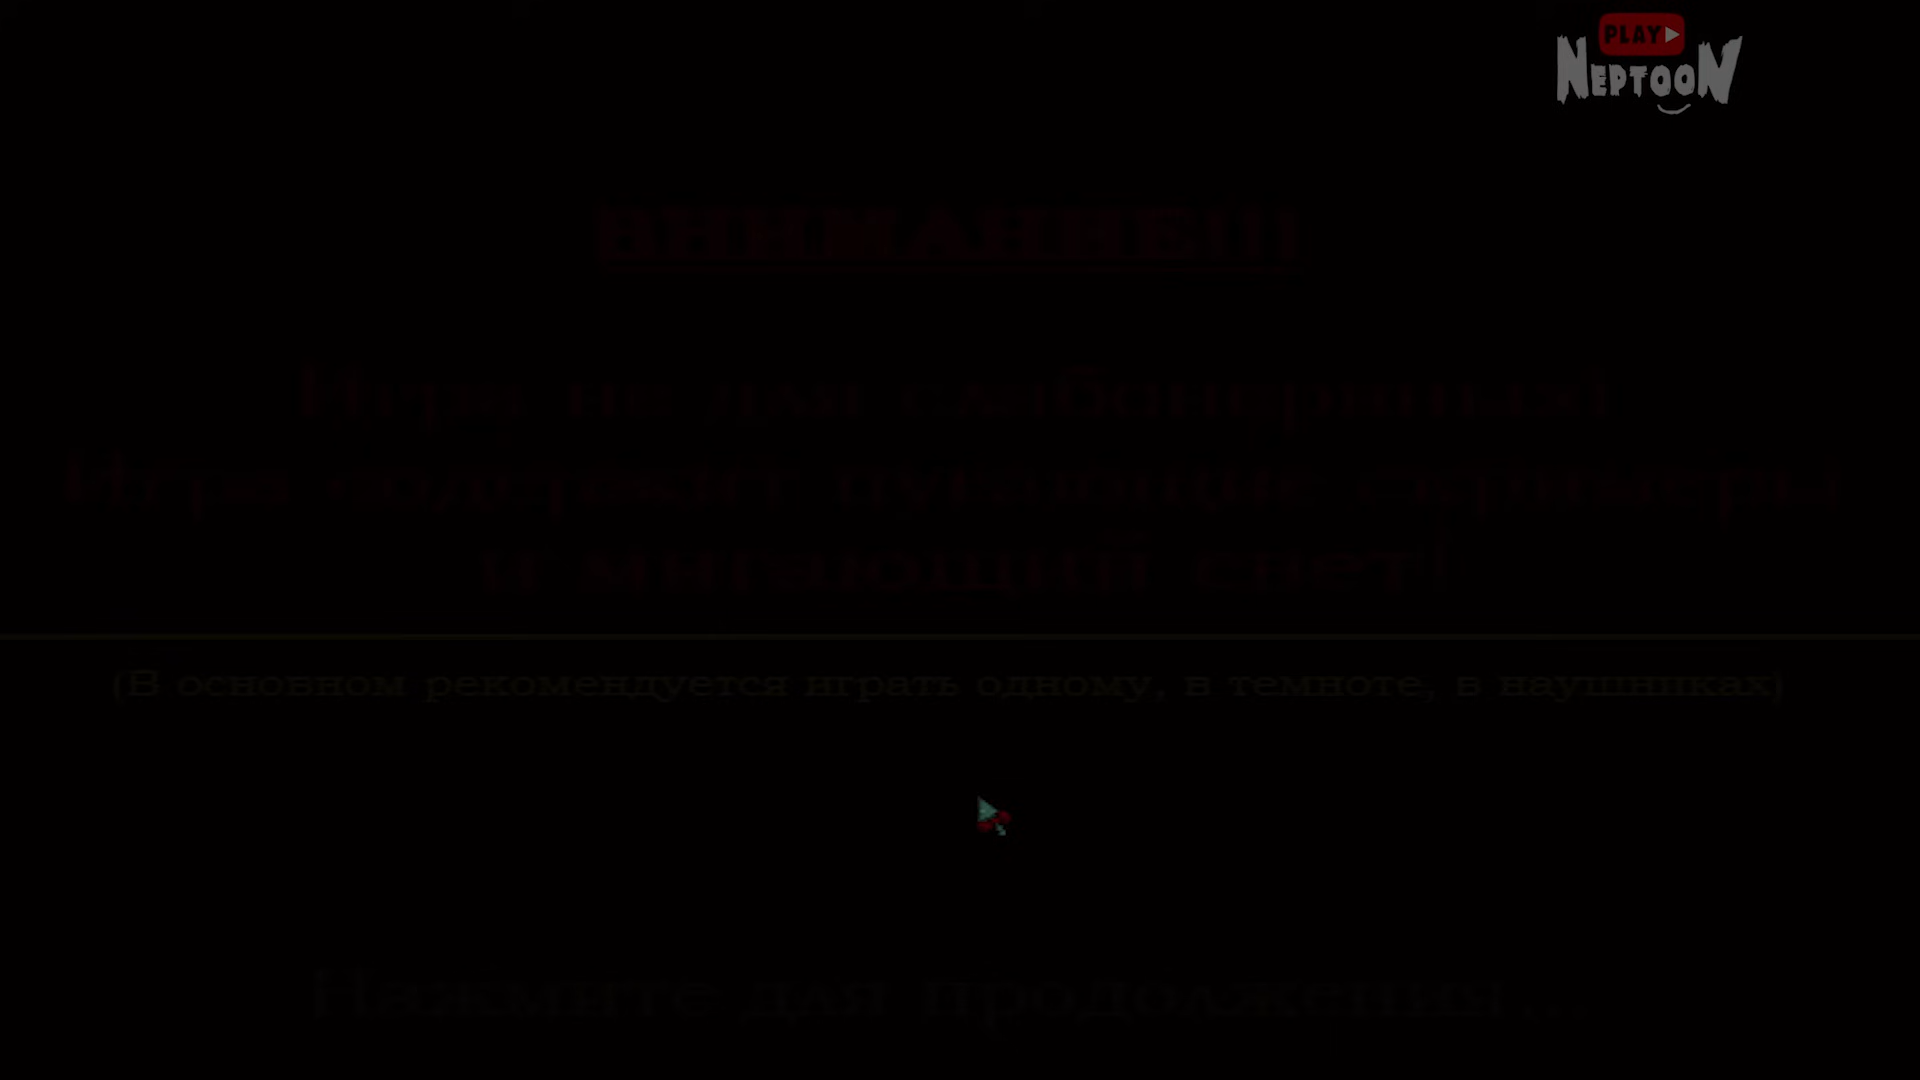 PLAY
NEPTOON
ВНИМАНИЕ!!!
Игра не для слабонервных!
Игра содержит пугающие скримеры
и мигающий свет!
(В основном рекомендуется играть одному, в темноте, в наушниках)
Нажмите для продолжения...